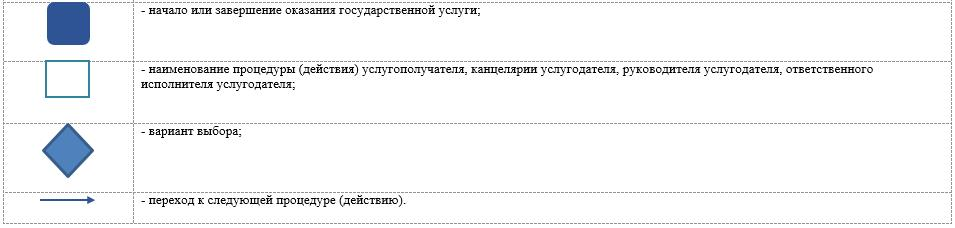 - начало или завершение оказания государственной услуги;
- наименование процедуры (действия) услугополучателя, канцелярии услугодателя, руководителя услугодателя, ответственного
исполнителя услугодателя;
- вариант выбора;
- переход к следующей процедуре (действию).